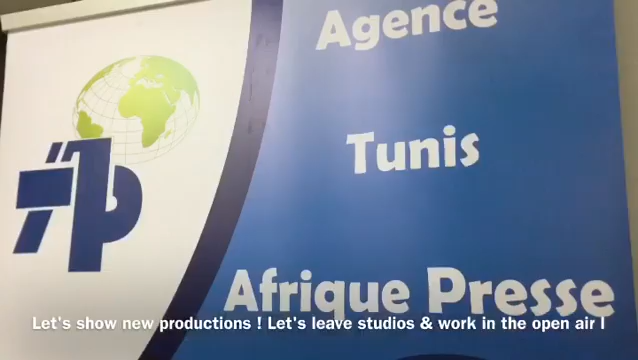 Agence
Tunis
Afrique Presse
Let's show new productions ! Let's leave studios & work in the open air !